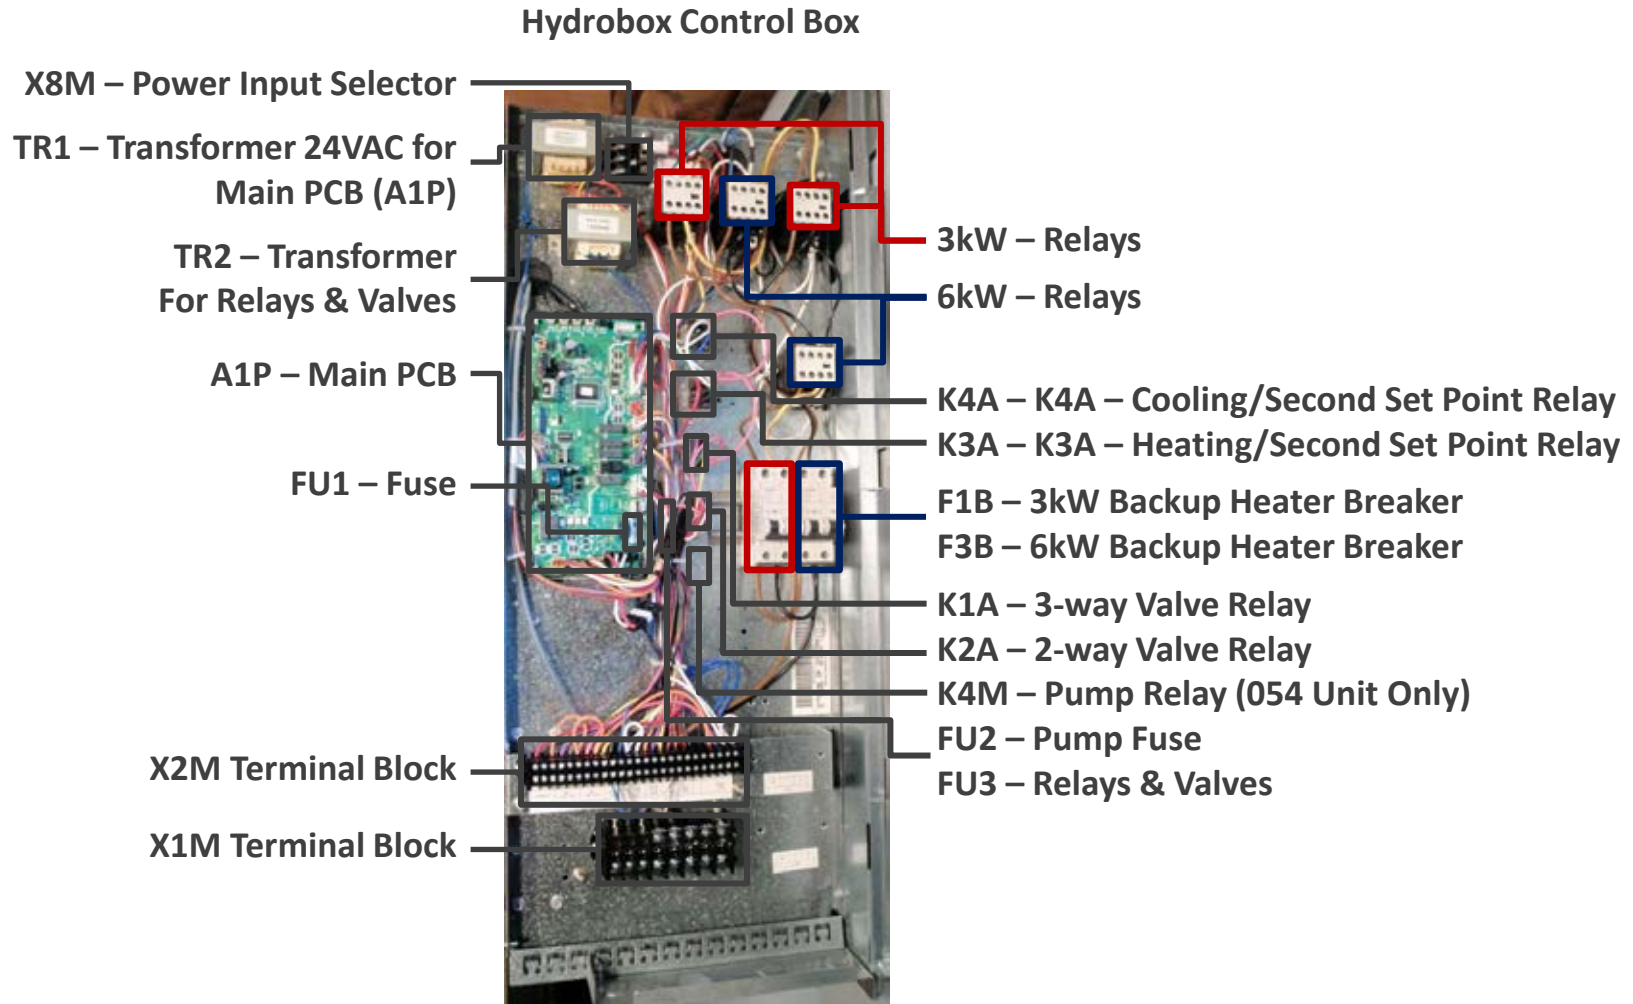 Hydrobox Control Box
X8M – Power Input Selector
TR1 – Transformer 24VAC for
Main PCB (A1P)
TR2 – Transformer
For Relays & Valves
A1P – Main PCB
FU1 – Fuse
X2M Terminal Block
X1M Terminal Block
3kW – Relays
6kW – Relays
K4A – K4A – Cooling/Second Set Point Relay
K3A – K3A – Heating/Second Set Point Relay
F1B – 3kW Backup Heater Breaker
F3B – 6kW Backup Heater Breaker
K1A – 3-way Valve Relay
K2A – 2-way Valve Relay
K4M – Pump Relay (054 Unit Only)
FU2 – Pump Fuse
FU3 – Relays & Valves